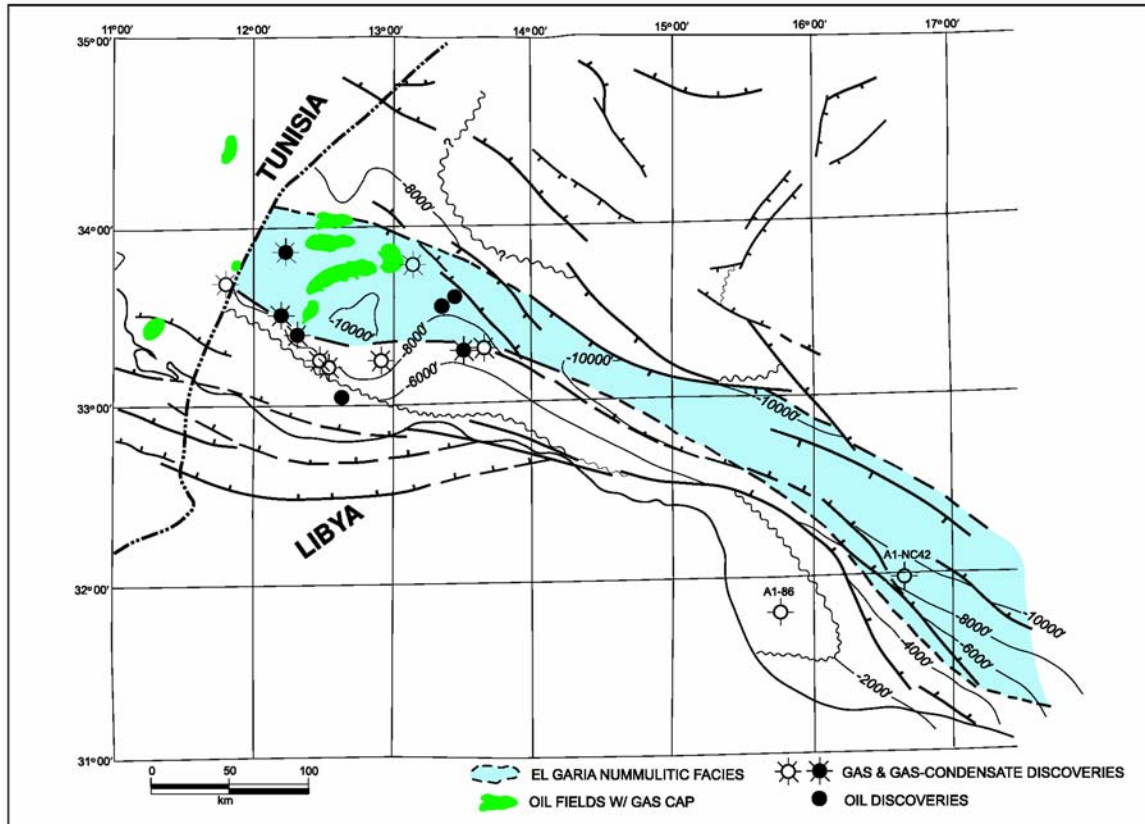 11°00' 12°00' 13°00' 14°00' 15°00' 16°00' 17°00'
35°00'
TUNISIA
-8000'
34°00'
-10000'
-8000'
-10000'
-6000'
-10000'
33°00'
LIBYA
A1-NC42
32°00'
A1-86
-10000'
-8000'
-6000'
-4000'
-2000'
31°00'
0 50 100
km
EL GARIA NUMMULITIC FACIES
GAS & GAS-CONDENSATE DISCOVERIES
OIL FIELDS W/ GAS CAP
OIL DISCOVERIES